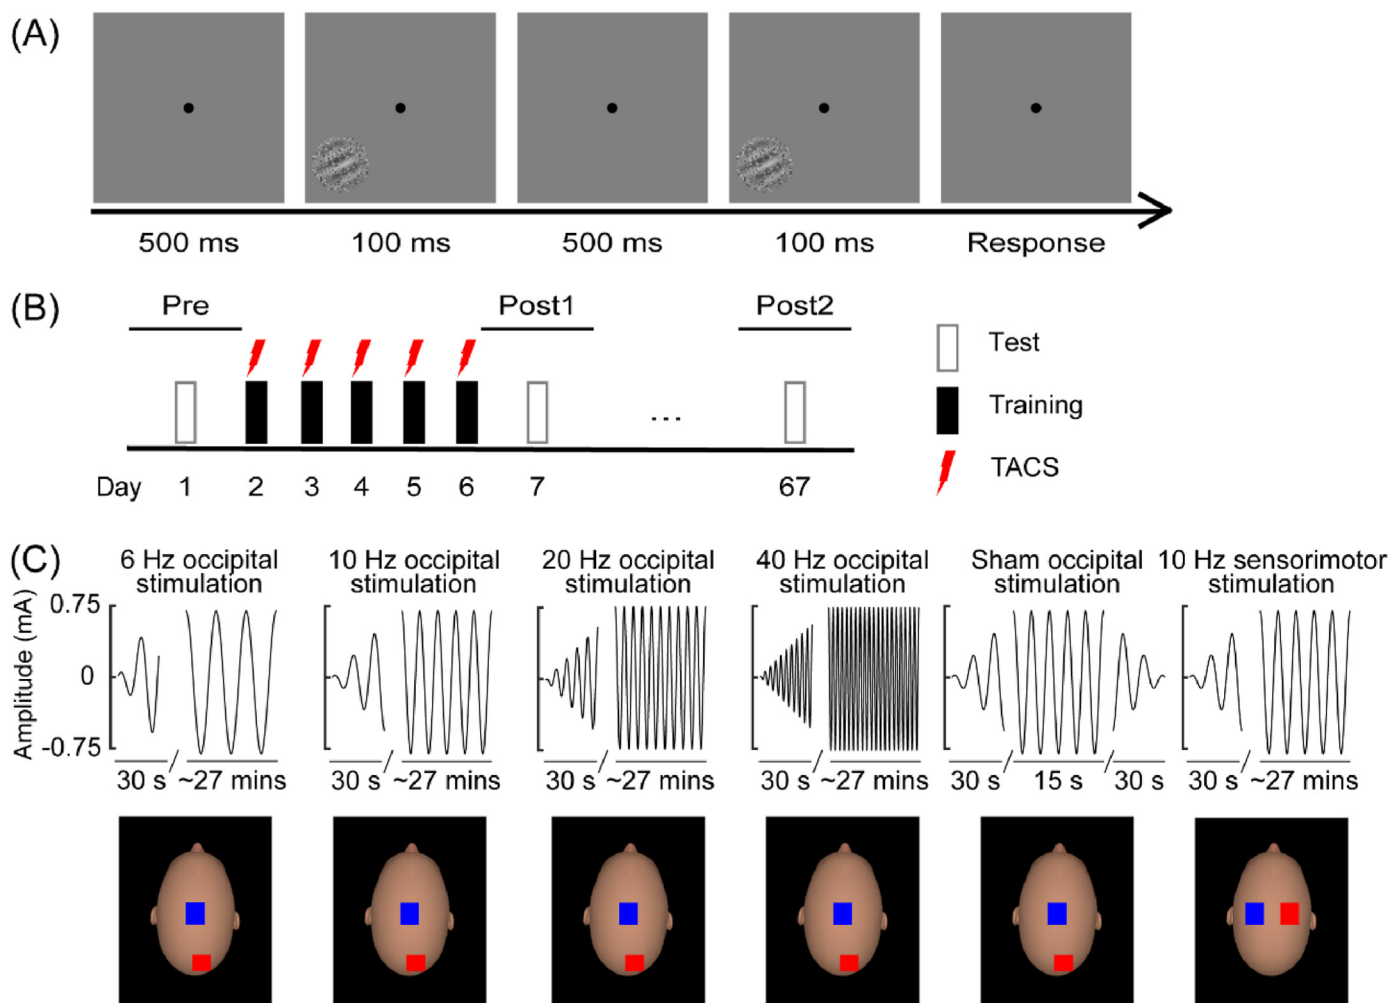 (A)
500 ms 100 ms 500 ms 100 ms Response
(B)
Pre Post1 Post2
Test
Training
TACS
...
Day 1 2 3 4 5 6 7 67
(C)
6 Hz occipital
stimulation
10 Hz occipital
stimulation
20 Hz occipital
stimulation
40 Hz occipital
stimulation
Sham occipital
stimulation
10 Hz sensorimotor
stimulation
Amplitude (mA)
0.75
0
-0.75
30 s / ~27 mins
30 s / ~27 mins
30 s / ~27 mins
30 s / ~27 mins
30 s / 15 s / 30 s
30 s / ~27 mins